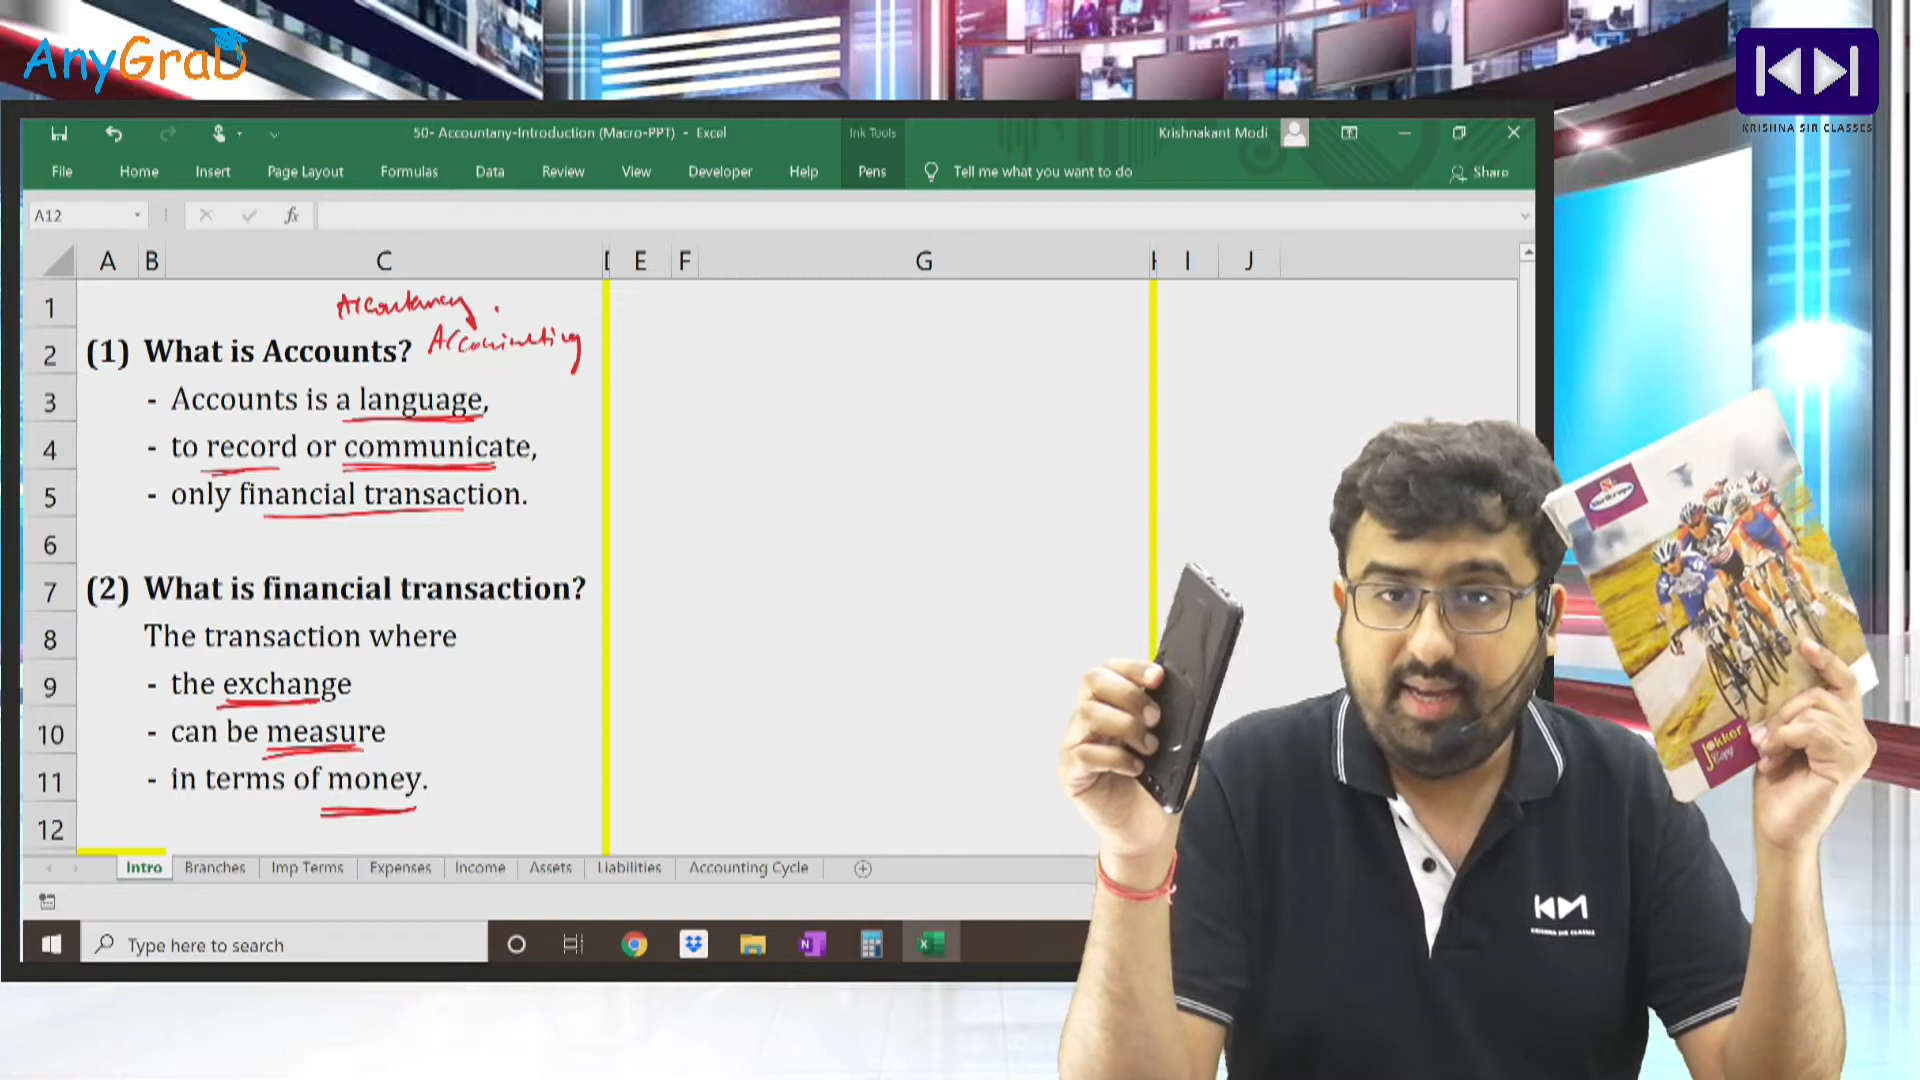 AnyGraD
KRISHNA SIR CLASSES
50- Accountany-Introduction (Macro-PPT) - Excel
Ink Tools
Krishnakant Modi
File Home Insert Page Layout Formulas Data Review View Developer Help Pens Tell me what you want to do Share
A12 fx
A B C D E F G H I J
1 Accountancy
2 (1) What is Accounts? Accounting
3 - Accounts is a language,
4 - to record or communicate,
5 - only financial transaction.
6
7 (2) What is financial transaction?
8 The transaction where
9 - the exchange
10 - can be measure
11 - in terms of money.
12
Intro Branches Imp Terms Expenses Income Assets Liabilities Accounting Cycle
Type here to search
Jokker
Copy
KRISHNA SIR CLASSES